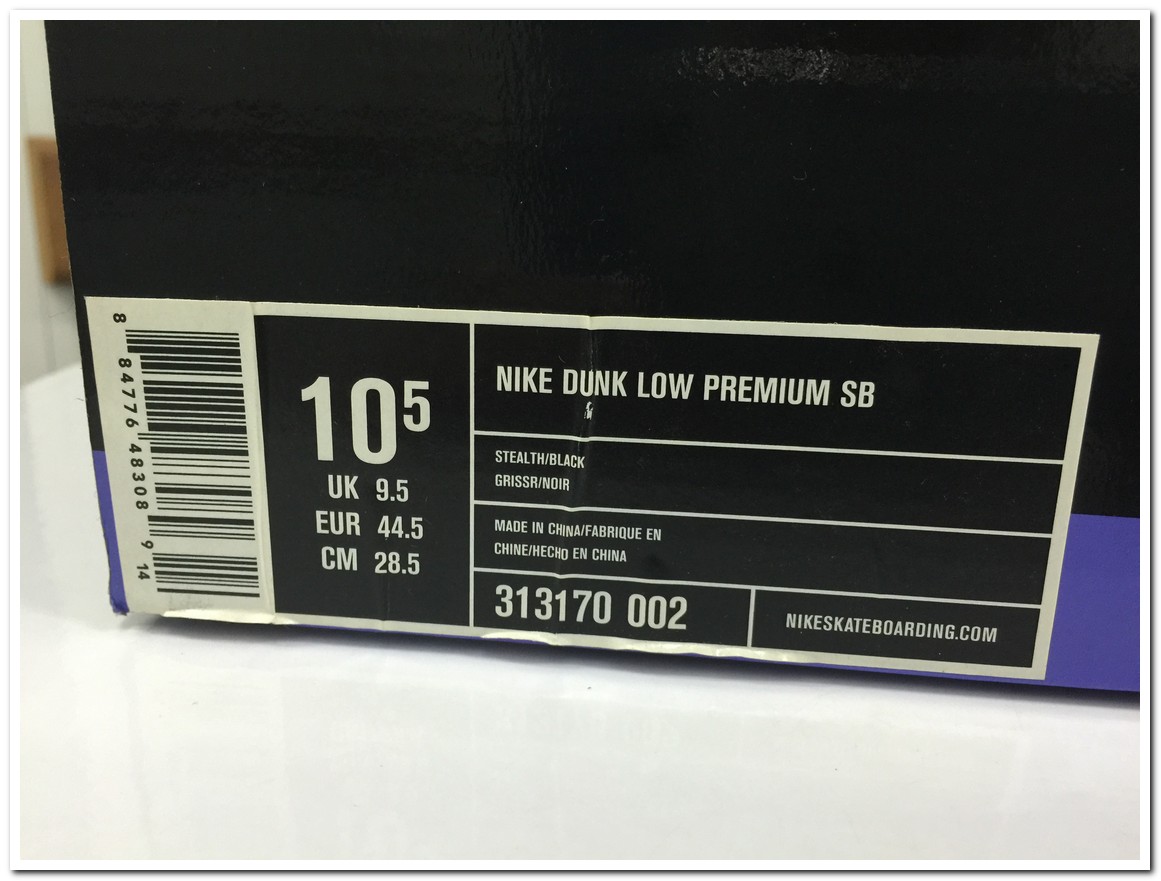 8 84776 48308 9 14
10⁵
UK 9.5
EUR 44.5
CM 28.5
NIKE DUNK LOW PREMIUM SB
STEALTH/BLACK
GRISSR/NOIR
MADE IN CHINA/FABRIQUE EN
CHINE/HECHO EN CHINA
313170 002
NIKESKATEBOARDING.COM